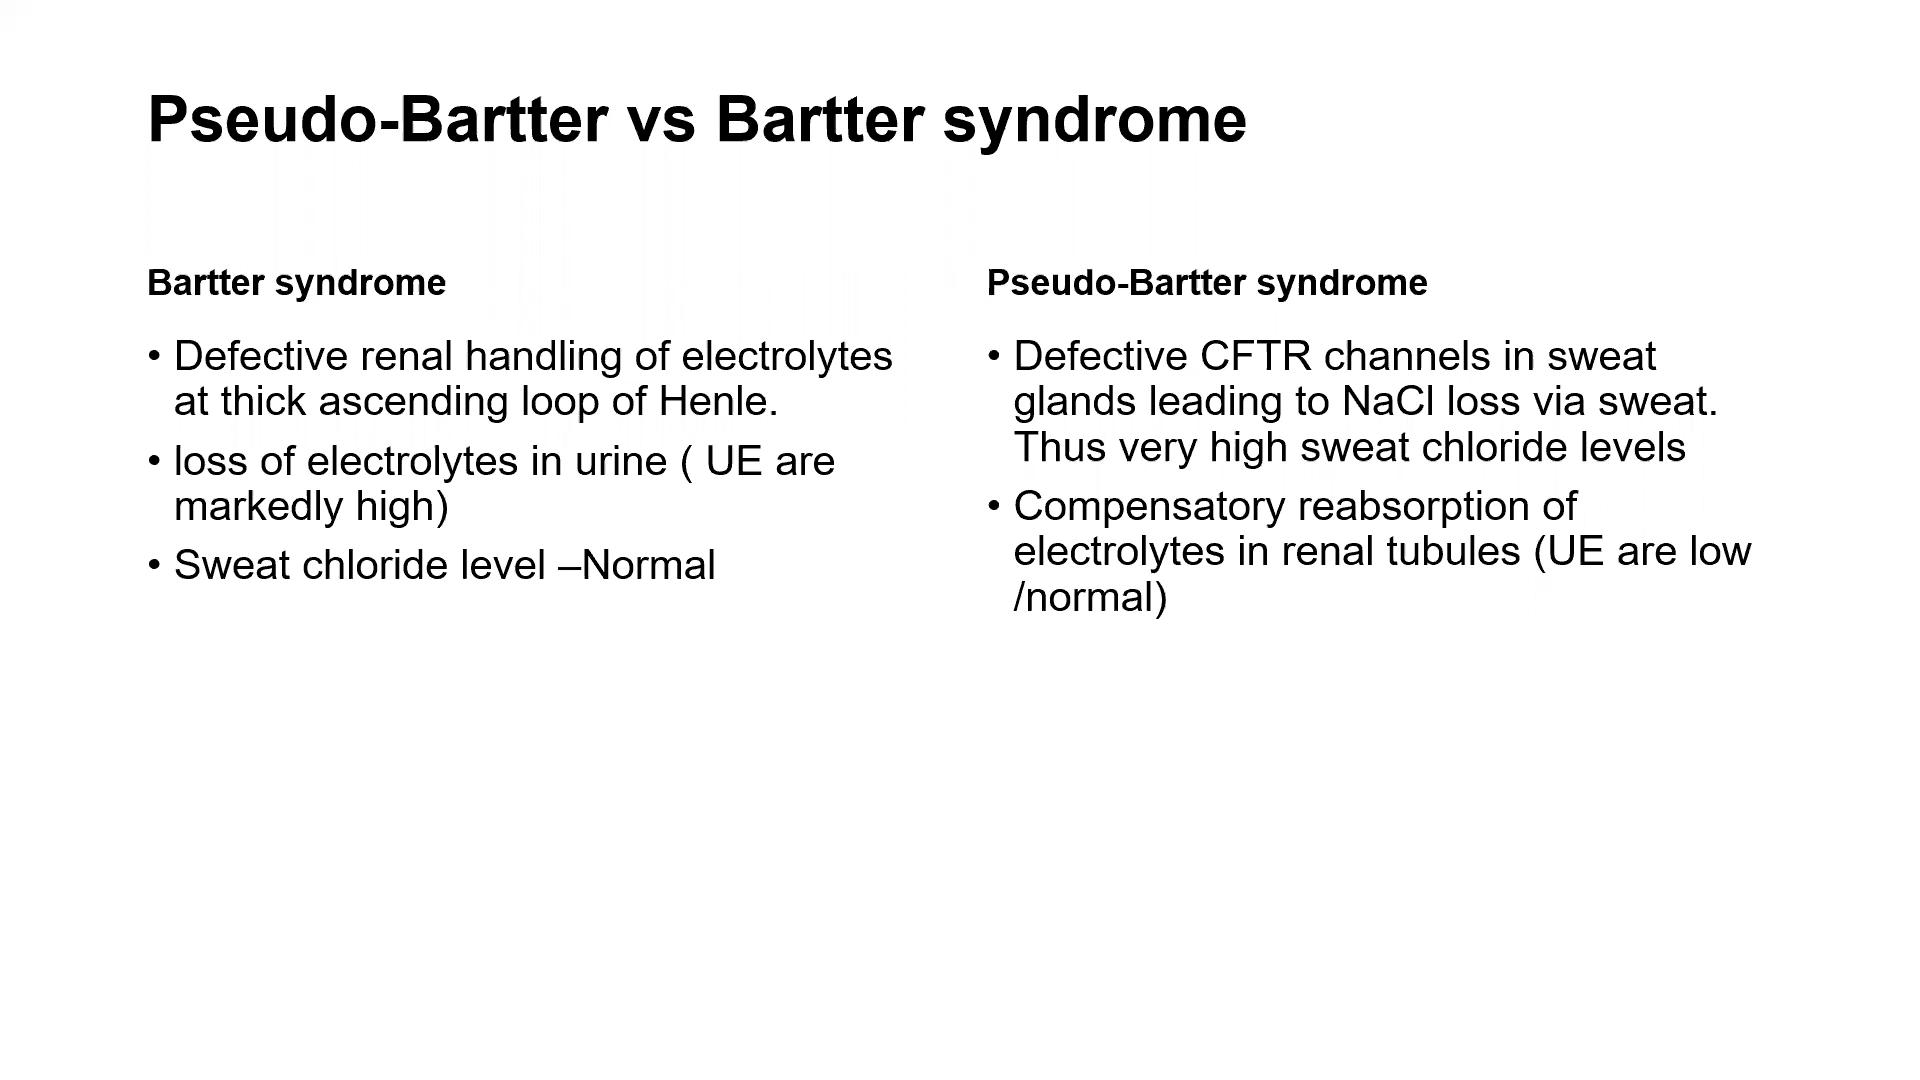 Pseudo-Bartter vs Bartter syndrome
Bartter syndrome
• Defective renal handling of electrolytes
at thick ascending loop of Henle.
• loss of electrolytes in urine ( UE are
markedly high)
• Sweat chloride level –Normal
Pseudo-Bartter syndrome
• Defective CFTR channels in sweat
glands leading to NaCl loss via sweat.
Thus very high sweat chloride levels
• Compensatory reabsorption of
electrolytes in renal tubules (UE are low
/normal)